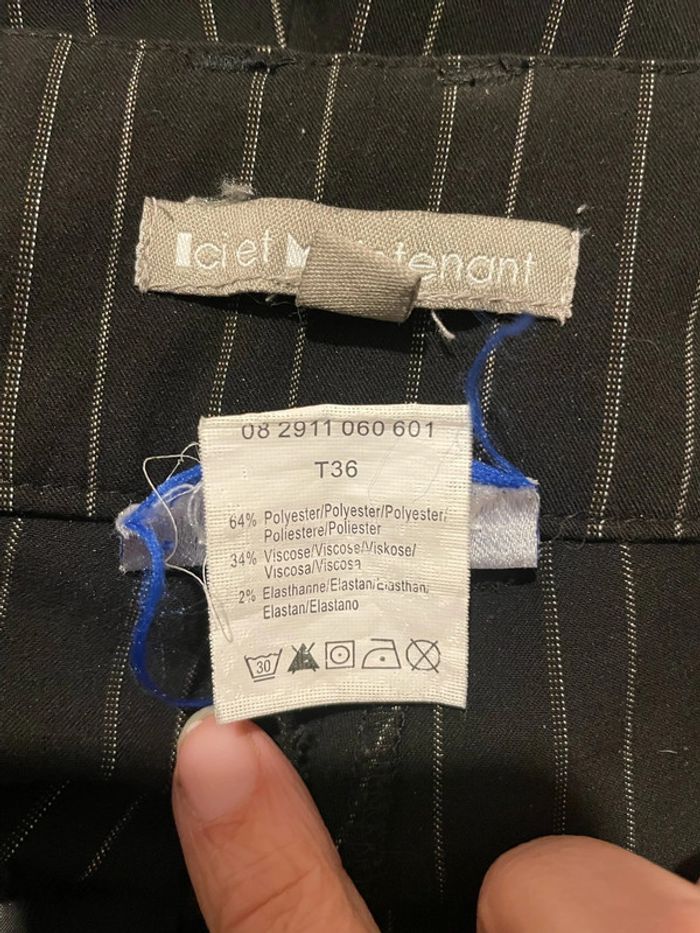 Ici et tenant
08 2911 060 601
T36
64% Polyester/Polyester/Polyester/
Poliestere/Poliester
34% Viscose/Viscose/Viskose/
Viscosa/Viscosa
2% Elasthanne/Elastan/Elasthan/
Elastan/Elastano
30